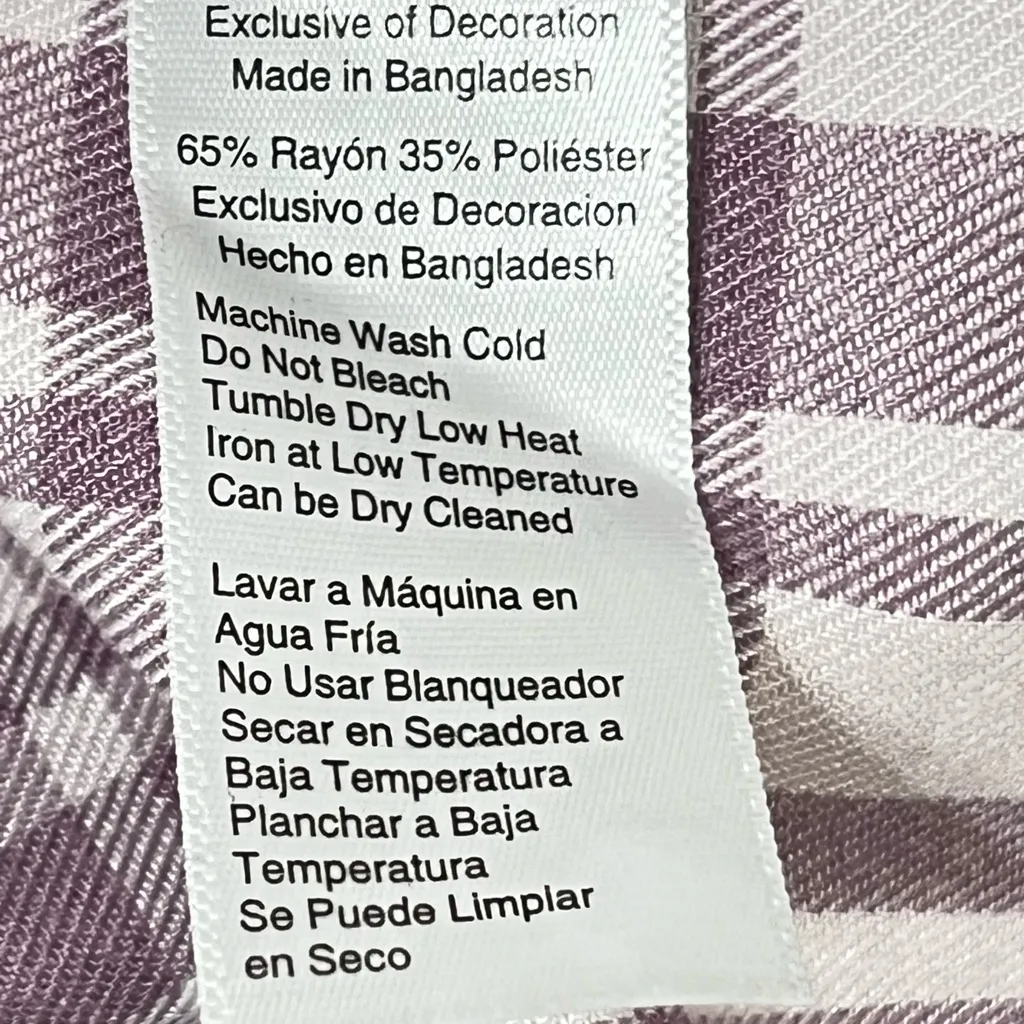 Exclusive of Decoration
Made in Bangladesh
65% Rayón 35% Poliéster
Exclusivo de Decoracion
Hecho en Bangladesh
Machine Wash Cold
Do Not Bleach
Tumble Dry Low Heat
Iron at Low Temperature
Can be Dry Cleaned
Lavar a Máquina en
Agua Fría
No Usar Blanqueador
Secar en Secadora a
Baja Temperatura
Planchar a Baja
Temperatura
Se Puede Limpiar
en Seco